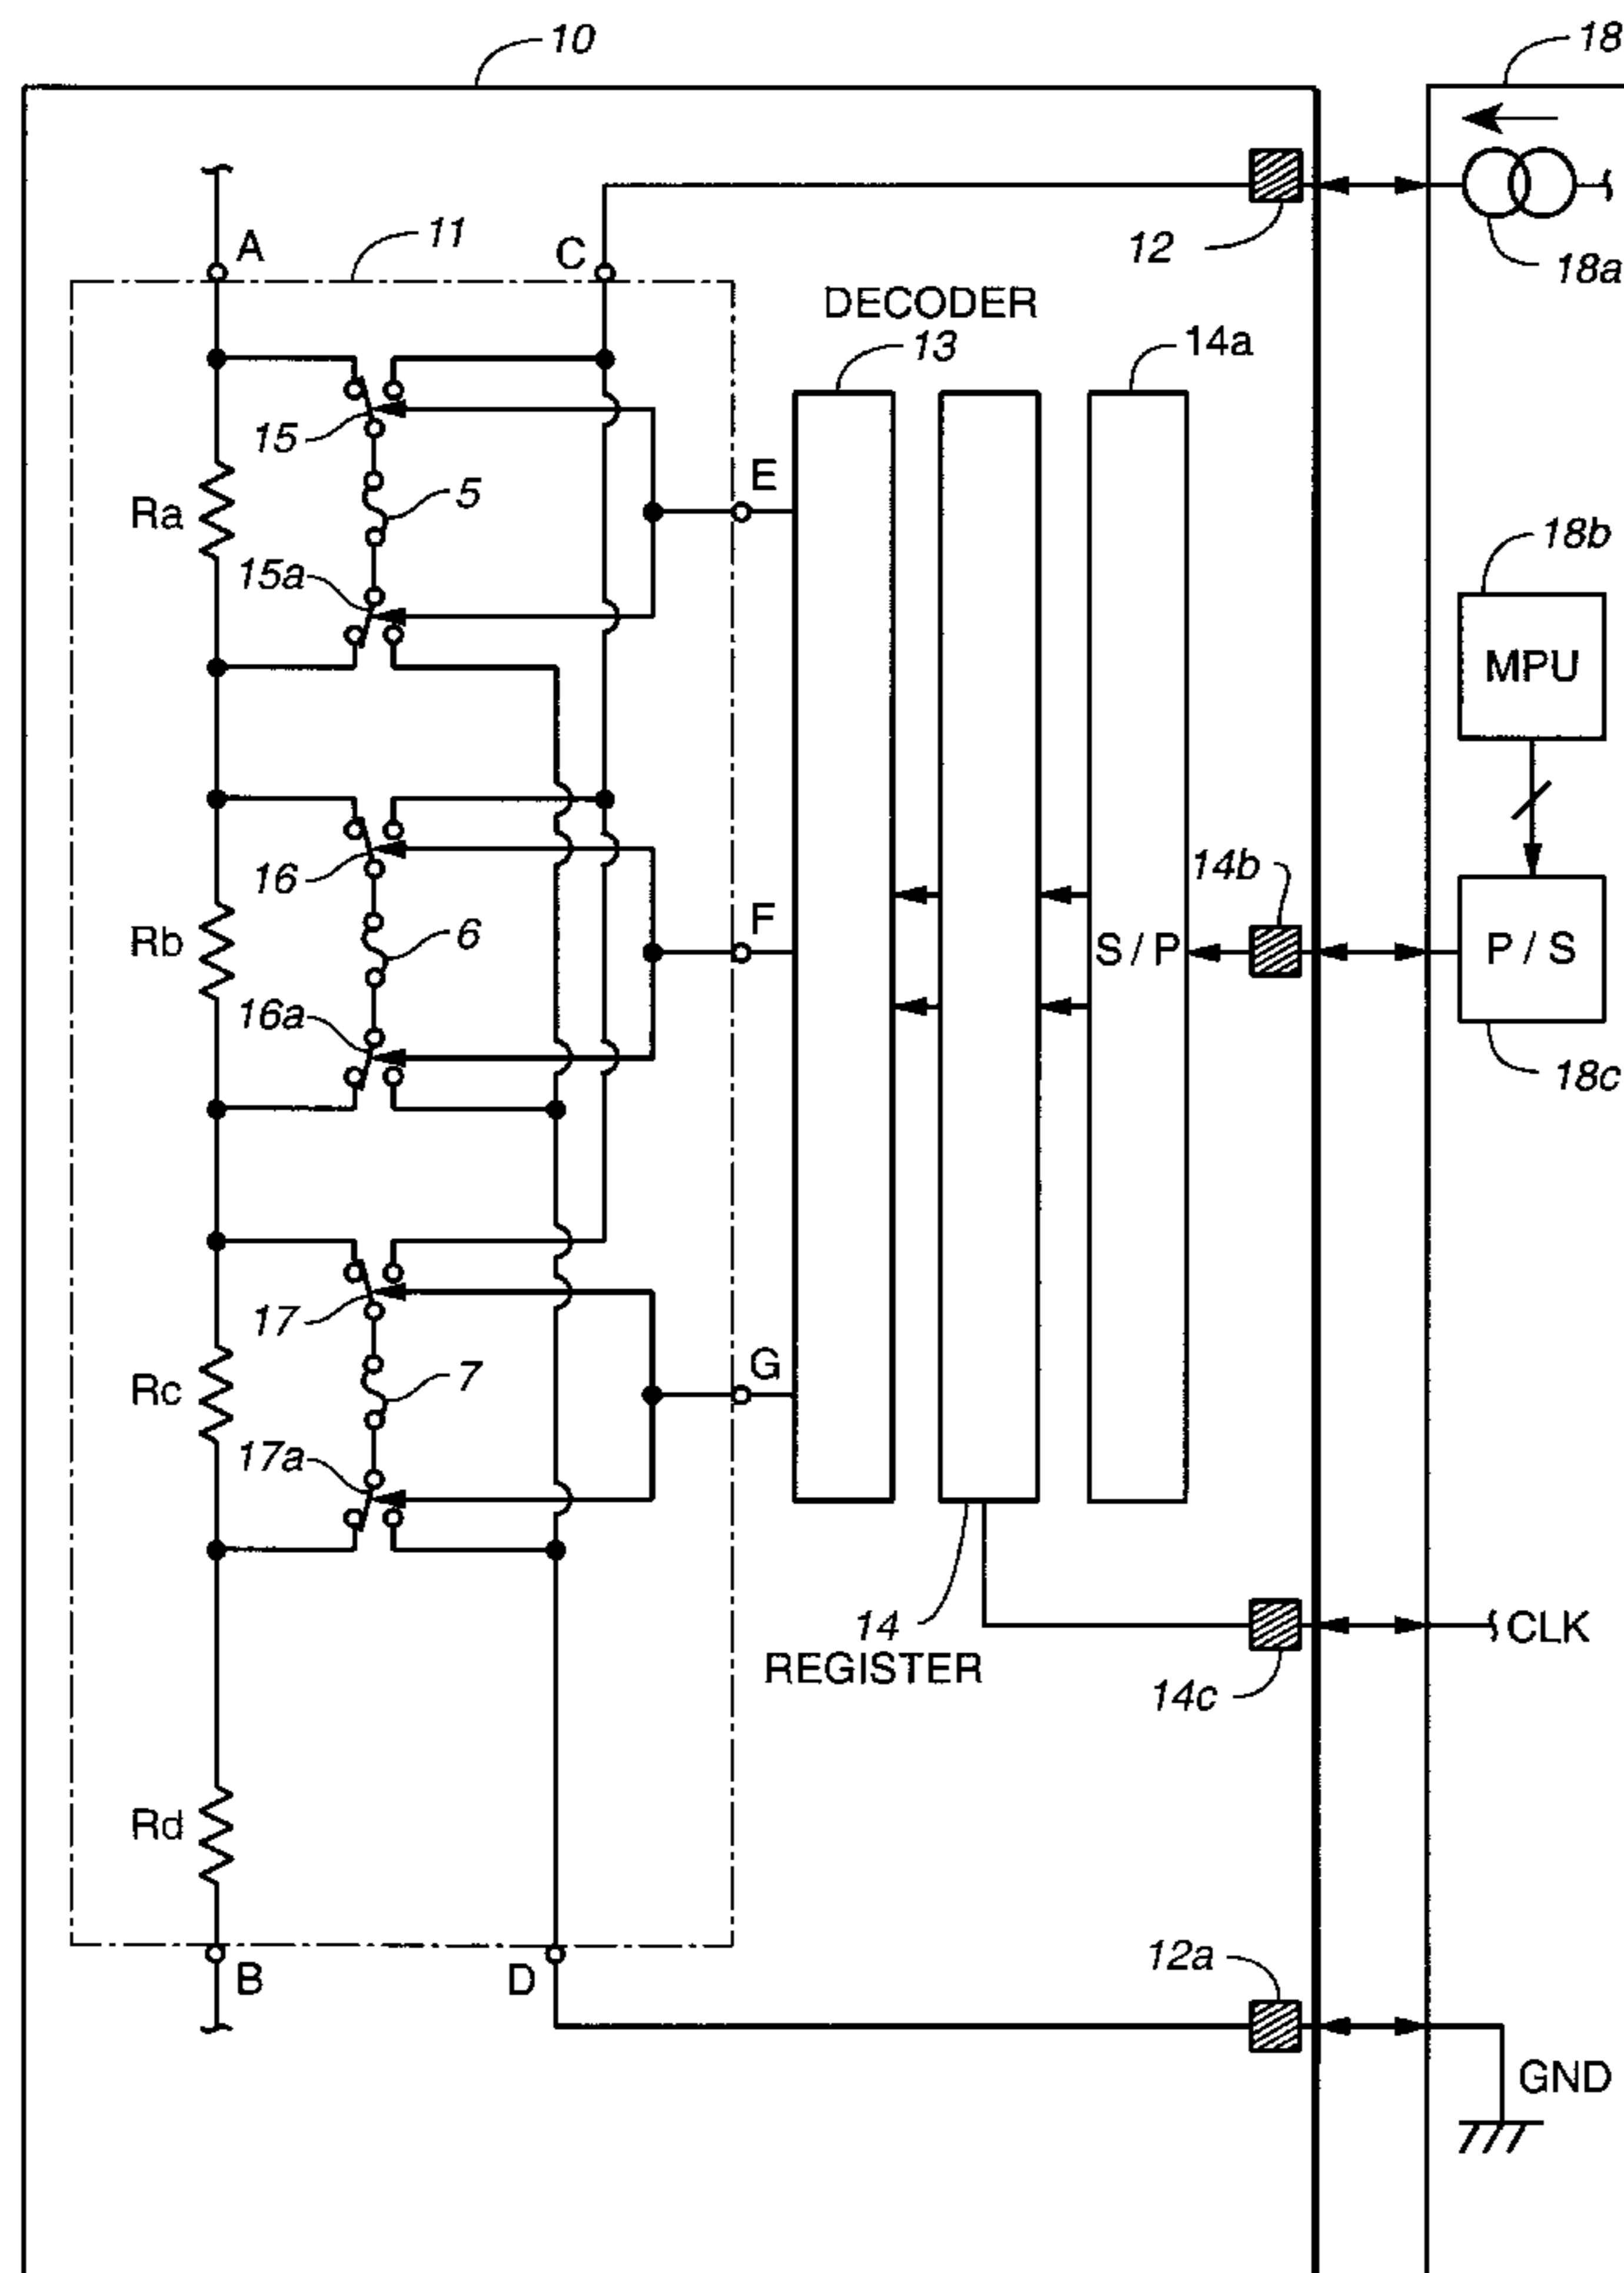 10
18
A
11
C
12
18a
DECODER
13
14a
15
E
Ra
5
15a
18b
MPU
16
14b
F
Rb
6
S / P
P / S
16a
18c
17
G
Rc
7
17a
14
REGISTER
CLK
14c
Rd
12a
B
D
GND